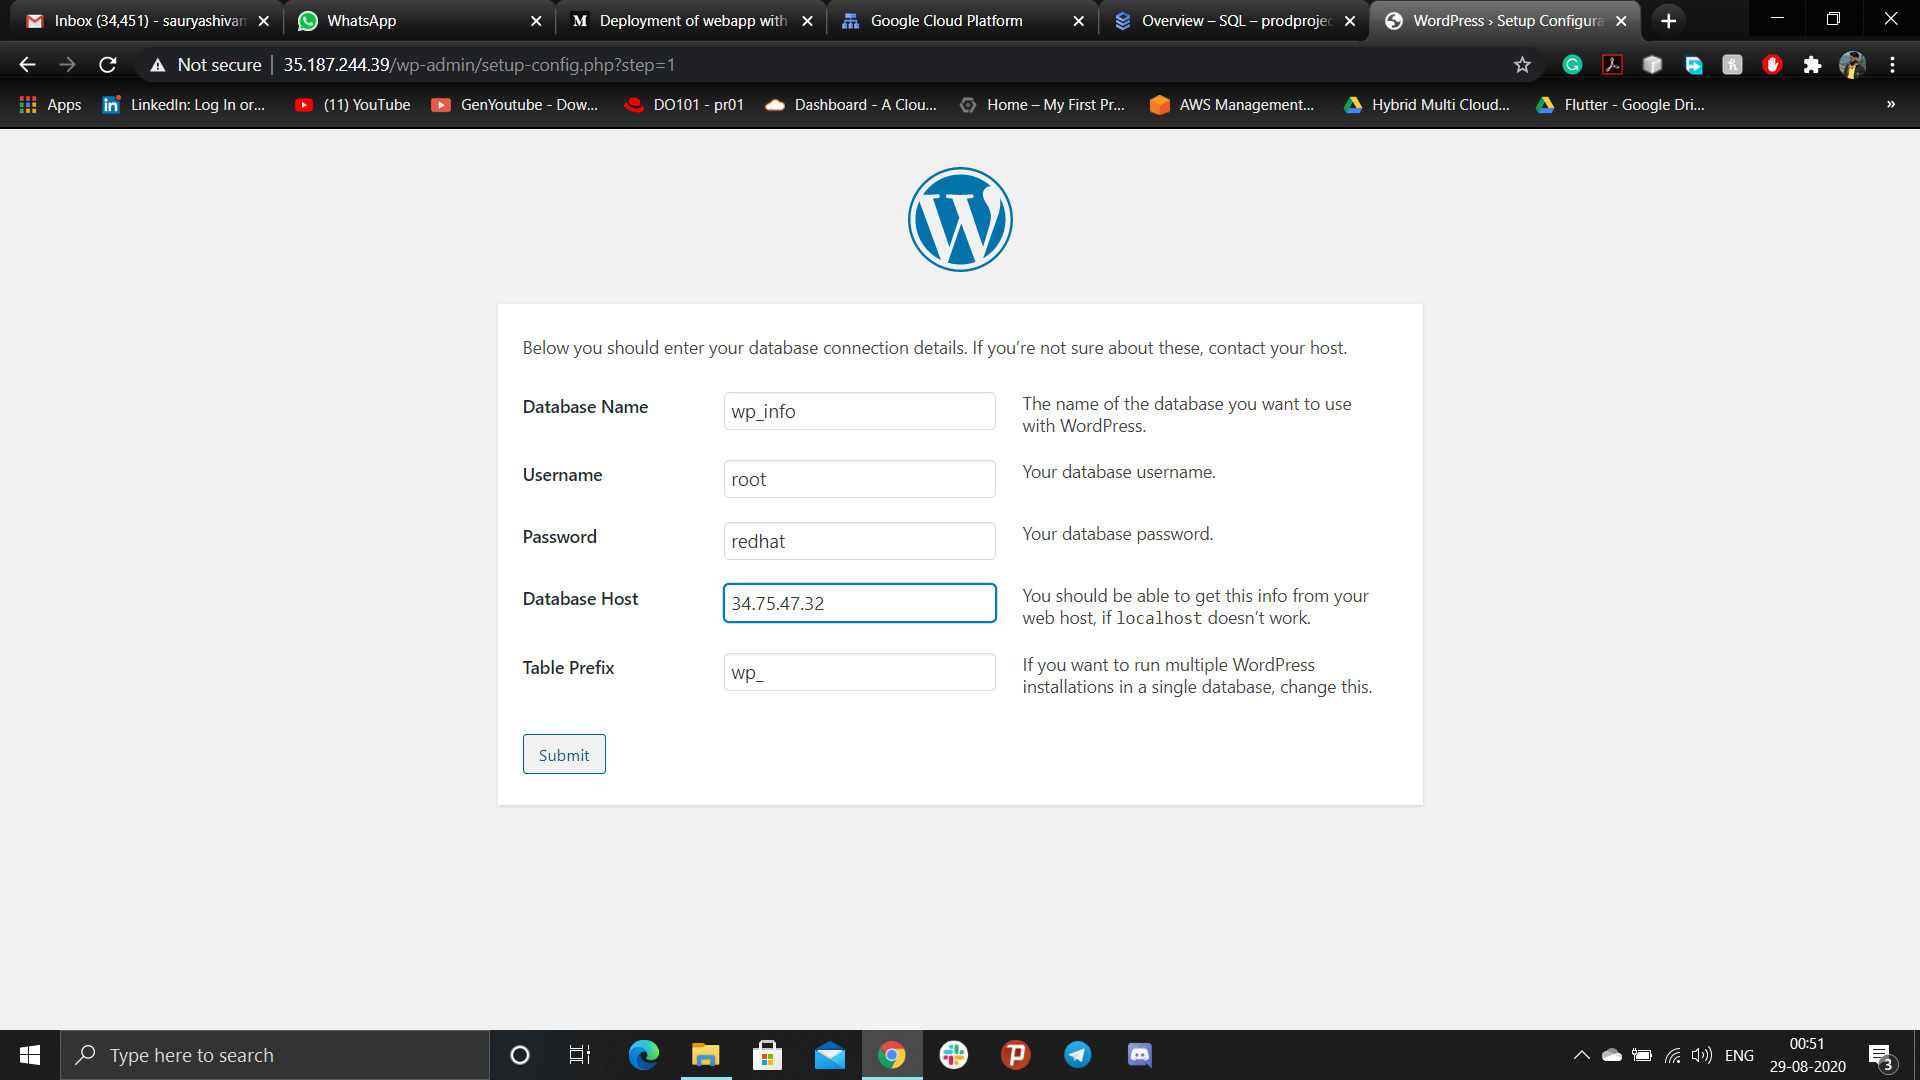 Inbox (34,451) - sauryashivam
WhatsApp
Deployment of webapp with
Google Cloud Platform
Overview – SQL – prodprojec
WordPress › Setup Configura
Not secure | 35.187.244.39/wp-admin/setup-config.php?step=1
Apps
LinkedIn: Log In or...
(11) YouTube
GenYoutube - Dow...
DO101 - pr01
Dashboard - A Clou...
Home – My First Pr...
AWS Management...
Hybrid Multi Cloud...
Flutter - Google Dri...
»
Below you should enter your database connection details. If you’re not sure about these, contact your host.
Database Name
wp_info
The name of the database you want to use
with WordPress.
Username
root
Your database username.
Password
redhat
Your database password.
Database Host
34.75.47.32
You should be able to get this info from your
web host, if localhost doesn’t work.
Table Prefix
wp_
If you want to run multiple WordPress
installations in a single database, change this.
Submit
Type here to search
ENG
00:51
29-08-2020
3